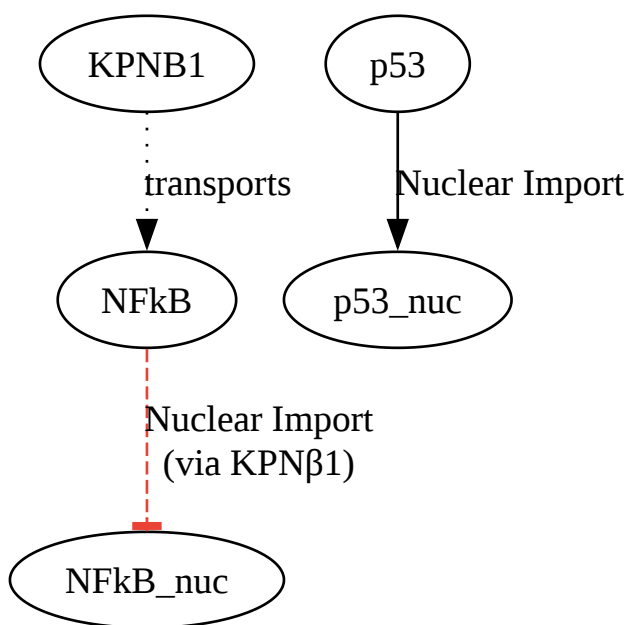 KPNB1
p53
transports
Nuclear Import
NFkB
p53_nuc
Nuclear Import
(via KPNβ1)
NFkB_nuc